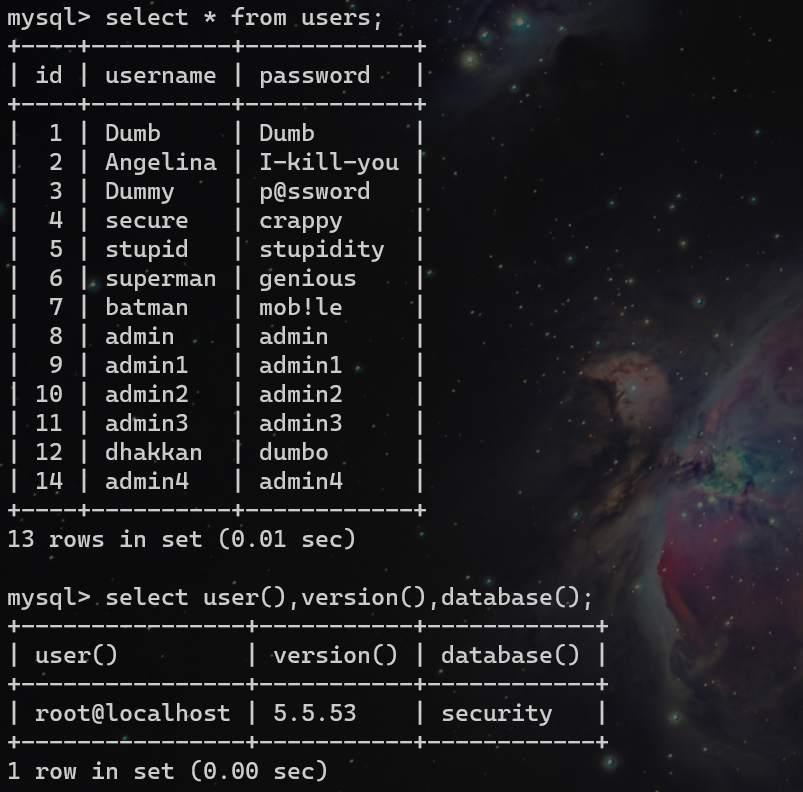 mysql> select * from users;
+----+----------+------------+
| id | username | password   |
+----+----------+------------+
|  1 | Dumb     | Dumb       |
|  2 | Angelina | I-kill-you |
|  3 | Dummy    | p@ssword   |
|  4 | secure   | crappy     |
|  5 | stupid   | stupidity  |
|  6 | superman | genious    |
|  7 | batman   | mob!le     |
|  8 | admin    | admin      |
|  9 | admin1   | admin1     |
| 10 | admin2   | admin2     |
| 11 | admin3   | admin3     |
| 12 | dhakkan  | dumbo      |
| 14 | admin4   | admin4     |
+----+----------+------------+
13 rows in set (0.01 sec)
mysql> select user(),version(),database();
+----------------+-----------+------------+
| user()         | version() | database() |
+----------------+-----------+------------+
| root@localhost | 5.5.53    | security   |
+----------------+-----------+------------+
1 row in set (0.00 sec)